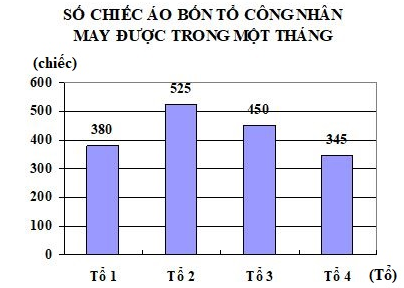 SỐ CHIẾC ÁO BỐN TỔ CÔNG NHÂN
MAY ĐƯỢC TRONG MỘT THÁNG
(chiếc)
600
500
400
300
200
100
0
380
525
450
345
Tổ 1
Tổ 2
Tổ 3
Tổ 4
(Tổ)